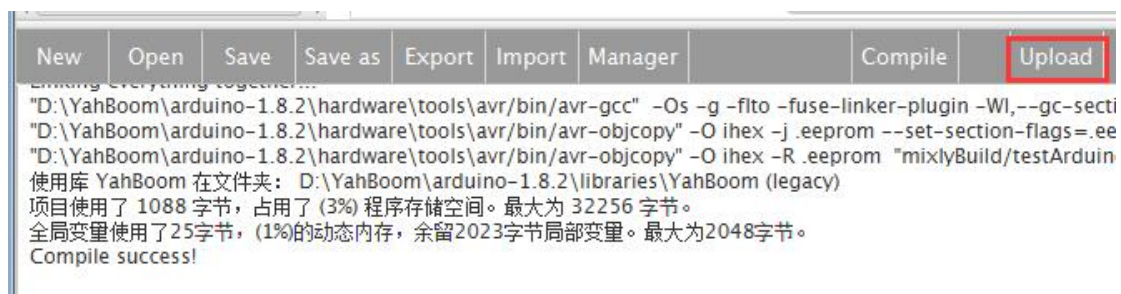 New Open Save Save as Export Import Manager Compile Upload
Linking everything together...
"D:\YahBoom\arduino-1.8.2\hardware\tools\avr/bin/avr-gcc" -Os -g -flto -fuse-linker-plugin -Wl,--gc-secti
"D:\YahBoom\arduino-1.8.2\hardware\tools\avr/bin/avr-objcopy" -O ihex -j .eeprom --set-section-flags=.ee
"D:\YahBoom\arduino-1.8.2\hardware\tools\avr/bin/avr-objcopy" -O ihex -R .eeprom "mixlyBuild/testArduin
使用库 YahBoom 在文件夹： D:\YahBoom\arduino-1.8.2\libraries\YahBoom (legacy)
项目使用了 1088 字节，占用了 (3%) 程序存储空间。最大为 32256 字节。
全局变量使用了25字节，(1%)的动态内存，余留2023字节局部变量。最大为2048字节。
Compile success!